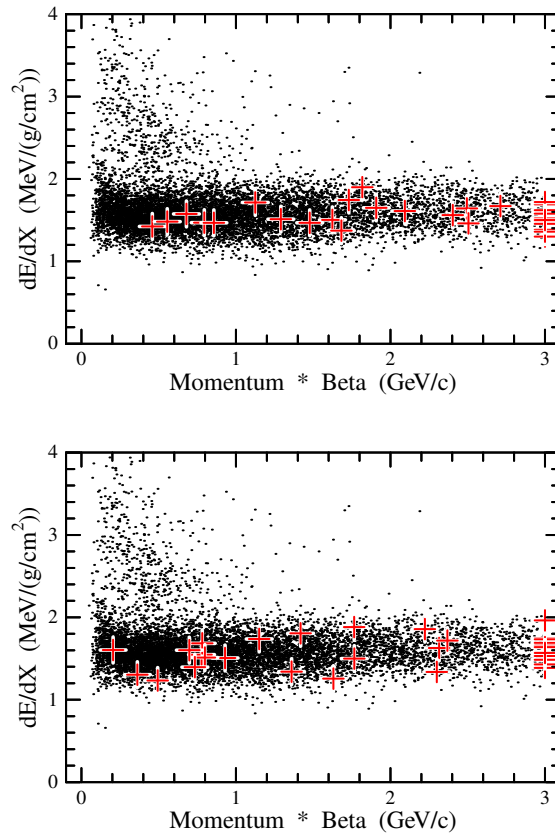 4
3
2
1
0
dE/dX (MeV/(g/cm²))
0 1 2 3
Momentum * Beta (GeV/c)
4
3
2
1
0
dE/dX (MeV/(g/cm²))
0 1 2 3
Momentum * Beta (GeV/c)